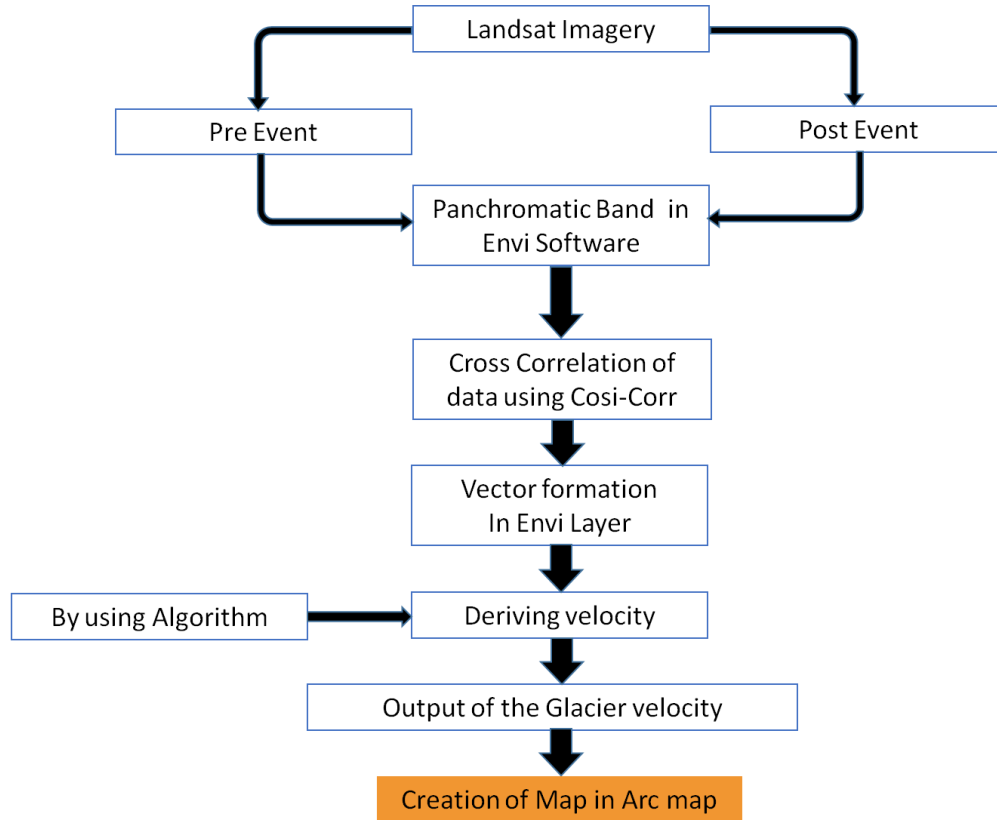 Landsat Imagery
Pre Event
Post Event
Panchromatic Band in
Envi Software
Cross Correlation of
data using Cosi-Corr
Vector formation
In Envi Layer
By using Algorithm
Deriving velocity
Output of the Glacier velocity
Creation of Map in Arc map